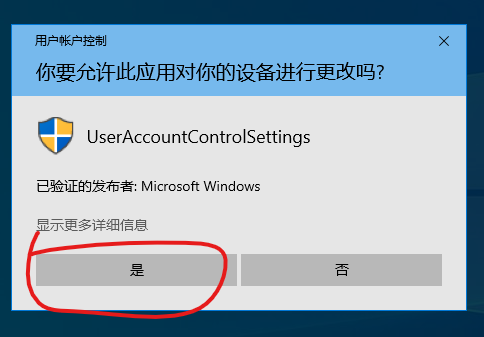 用户帐户控制
你要允许此应用对你的设备进行更改吗?
UserAccountControlSettings
已验证的发布者: Microsoft Windows
显示更多详细信息
是
否